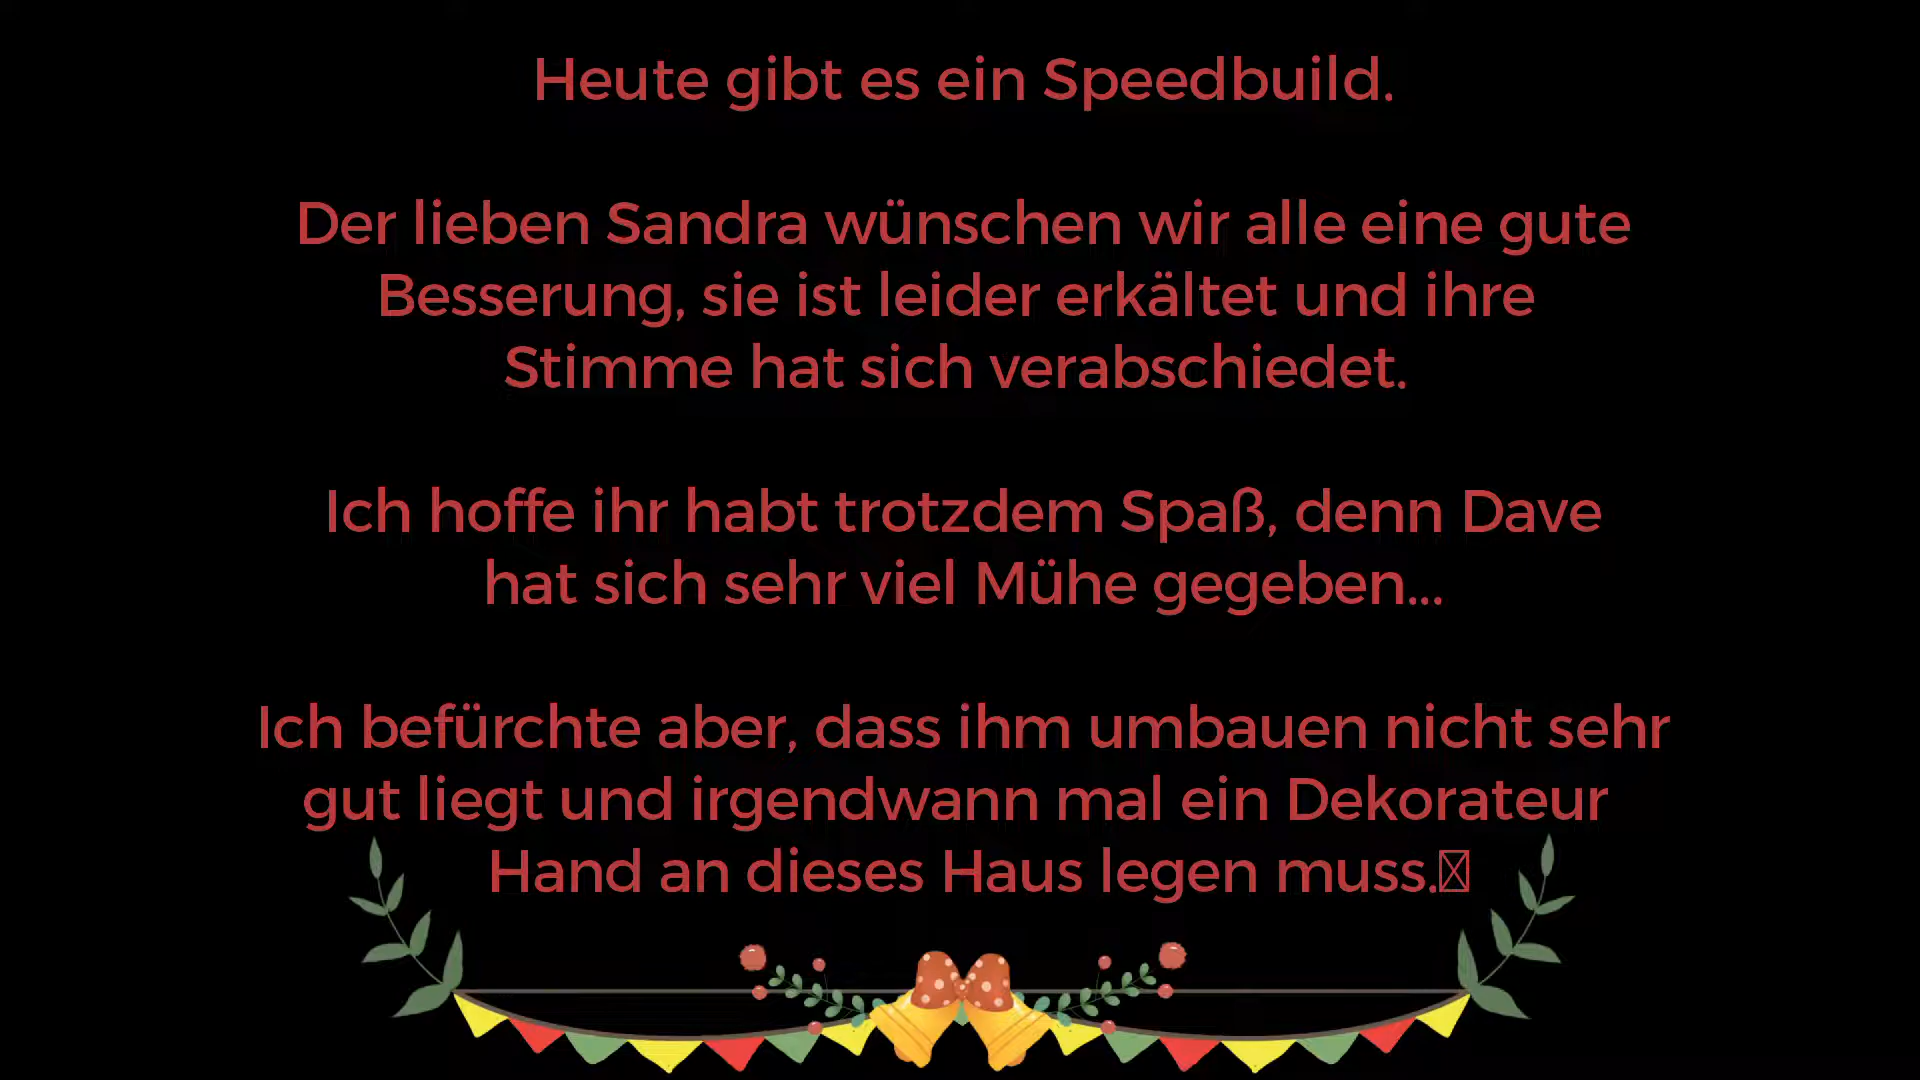 Heute gibt es ein Speedbuild.
Der lieben Sandra wünschen wir alle eine gute
Besserung, sie ist leider erkältet und ihre
Stimme hat sich verabschiedet.
Ich hoffe ihr habt trotzdem Spaß, denn Dave
hat sich sehr viel Mühe gegeben...
Ich befürchte aber, dass ihm umbauen nicht sehr
gut liegt und irgendwann mal ein Dekorateur
Hand an dieses Haus legen muss.